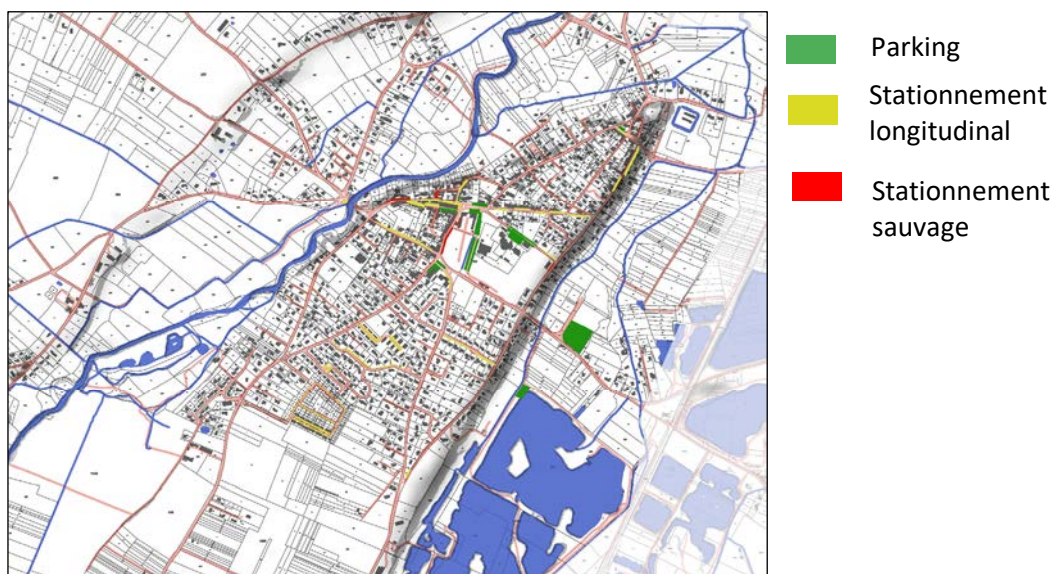 Parking
Stationnement
longitudinal
Stationnement
sauvage